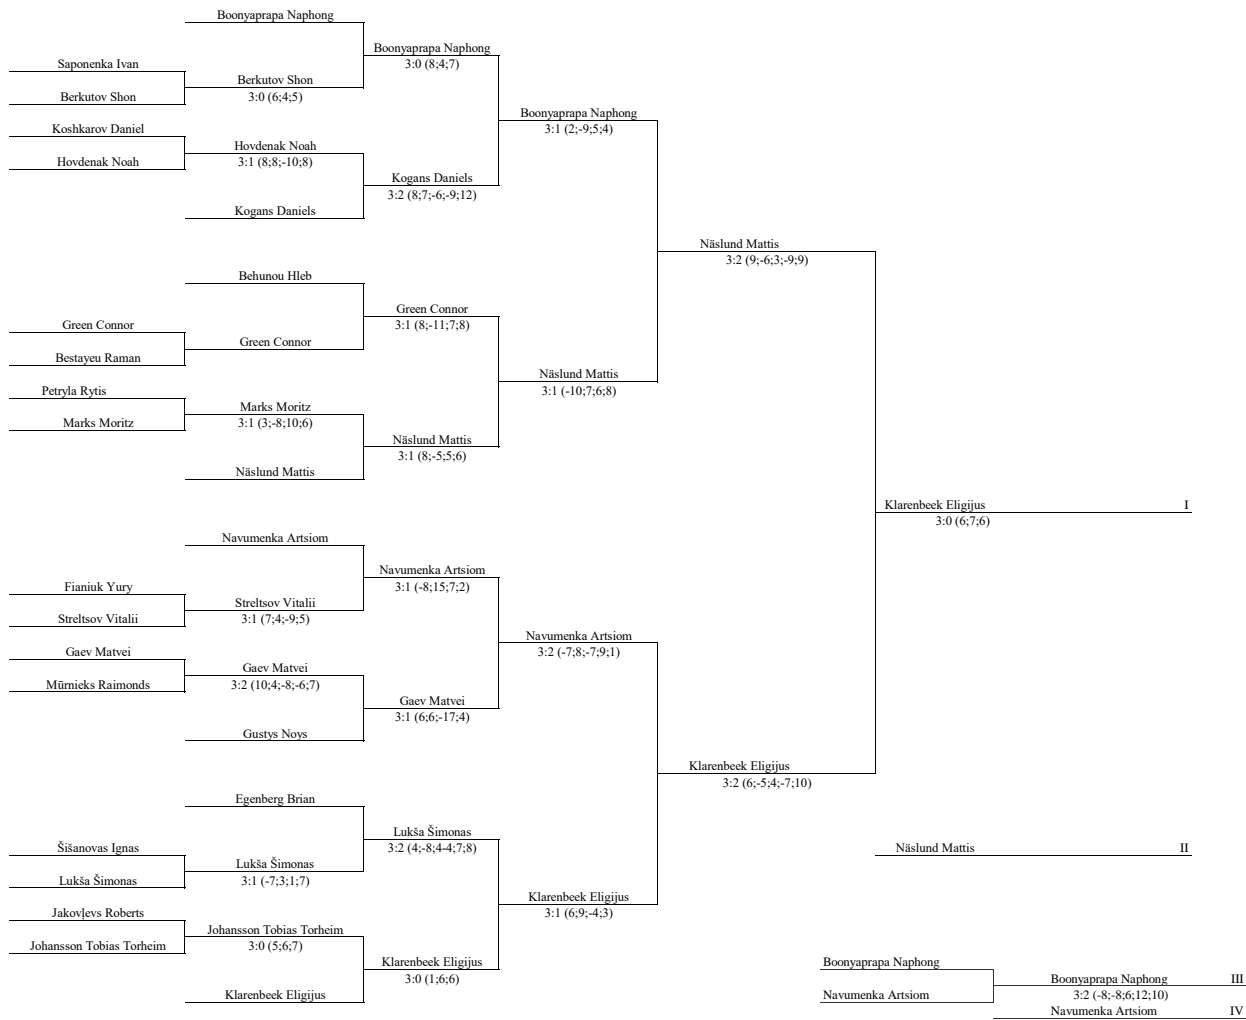 Boonyaprapa Naphong
Boonyaprapa Naphong
3:0 (8;4;7)
Saponenka Ivan
Berkutov Shon
3:0 (6;4;5)
Berkutov Shon
Boonyaprapa Naphong
3:1 (2;-9;5;4)
Koshkarov Daniel
Hovdenak Noah
3:1 (8;8;-10;8)
Hovdenak Noah
Kogans Daniels
3:2 (8;7;-6;-9;12)
Kogans Daniels
Näslund Mattis
3:2 (9;-6;3;-9;9)
Behunou Hleb
Green Connor
3:1 (8;-11;7;8)
Green Connor
Green Connor
Bestayeu Raman
Näslund Mattis
3:1 (-10;7;6;8)
Petryla Rytis
Marks Moritz
3:1 (3;-8;10;6)
Marks Moritz
Näslund Mattis
3:1 (8;-5;5;6)
Näslund Mattis
Klarenbeek Eligijus I
3:0 (6;7;6)
Navumenka Artsiom
Navumenka Artsiom
3:1 (-8;15;7;2)
Fianiuk Yury
Streltsov Vitalii
3:1 (7;4;-9;5)
Streltsov Vitalii
Navumenka Artsiom
3:2 (-7;8;-7;9;1)
Gaev Matvei
Gaev Matvei
3:2 (10;4;-8;-6;7)
Mūrnieks Raimonds
Gaev Matvei
3:1 (6;6;-17;4)
Gustys Noys
Klarenbeek Eligijus
3:2 (6;-5;4;-7;10)
Egenberg Brian
Lukša Šimonas
3:2 (4;-8;4-4;7;8)
Šišanovas Ignas
Näslund Mattis II
Lukša Šimonas
3:1 (-7;3;1;7)
Lukša Šimonas
Klarenbeek Eligijus
3:1 (6;9;-4;3)
Jakovļevs Roberts
Johansson Tobias Torheim
3:0 (5;6;7)
Johansson Tobias Torheim
Klarenbeek Eligijus
3:0 (1;6;6)
Klarenbeek Eligijus
Boonyaprapa Naphong
Boonyaprapa Naphong III
3:2 (-8;-8;6;12;10)
Navumenka Artsiom
Navumenka Artsiom IV